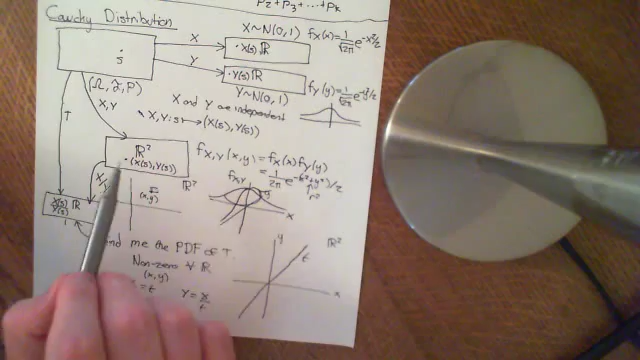 P2 + P3 + ... + Pk
Cauchy Distribution
X~N(0,1) fX(x)=1/√2π e^-x²/2
X
s
X(s) ℝ
Y
Y(s) ℝ
fY(y)=1/√2π e^-y²/2
Y~N(0,1)
(Ω, P)
X and Y are independent
T
X,Y
X,Y: s → (X(s),Y(s))
ℝ²
(X(s),Y(s))
ℝ²
fX,Y(x,y) = fX(x)fY(y)
= 1/2π e^-(x²+y²)/2
r²
ℝ
(x,y)
fX,Y
x
me the PDF of T.
y
ℝ²
Non-zero ∀ ℝ
t
(x,y)
= t
Y = x/t
x